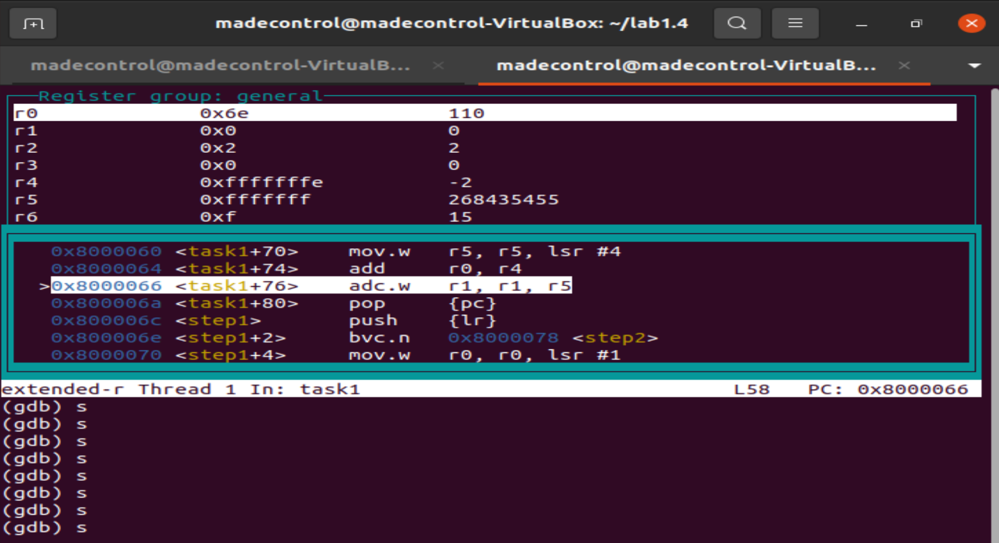 madecontrol@madecontrol-VirtualBox: ~/lab1.4
madecontrol@madecontrol-VirtualB... madecontrol@madecontrol-VirtualB...
Register group: general
r0 0x6e 110
r1 0x0 0
r2 0x2 2
r3 0x0 0
r4 0xfffffffe -2
r5 0xfffffff 268435455
r6 0xf 15
0x8000060 <task1+70> mov.w r5, r5, lsr #4
0x8000064 <task1+74> add r0, r4
>0x8000066 <task1+76> adc.w r1, r1, r5
0x800006a <task1+80> pop {pc}
0x800006c <step1> push {lr}
0x800006e <step1+2> bvc.n 0x8000078 <step2>
0x8000070 <step1+4> mov.w r0, r0, lsr #1
extended-r Thread 1 In: task1 L58 PC: 0x8000066
(gdb) s
(gdb) s
(gdb) s
(gdb) s
(gdb) s
(gdb) s
(gdb) s
(gdb) s